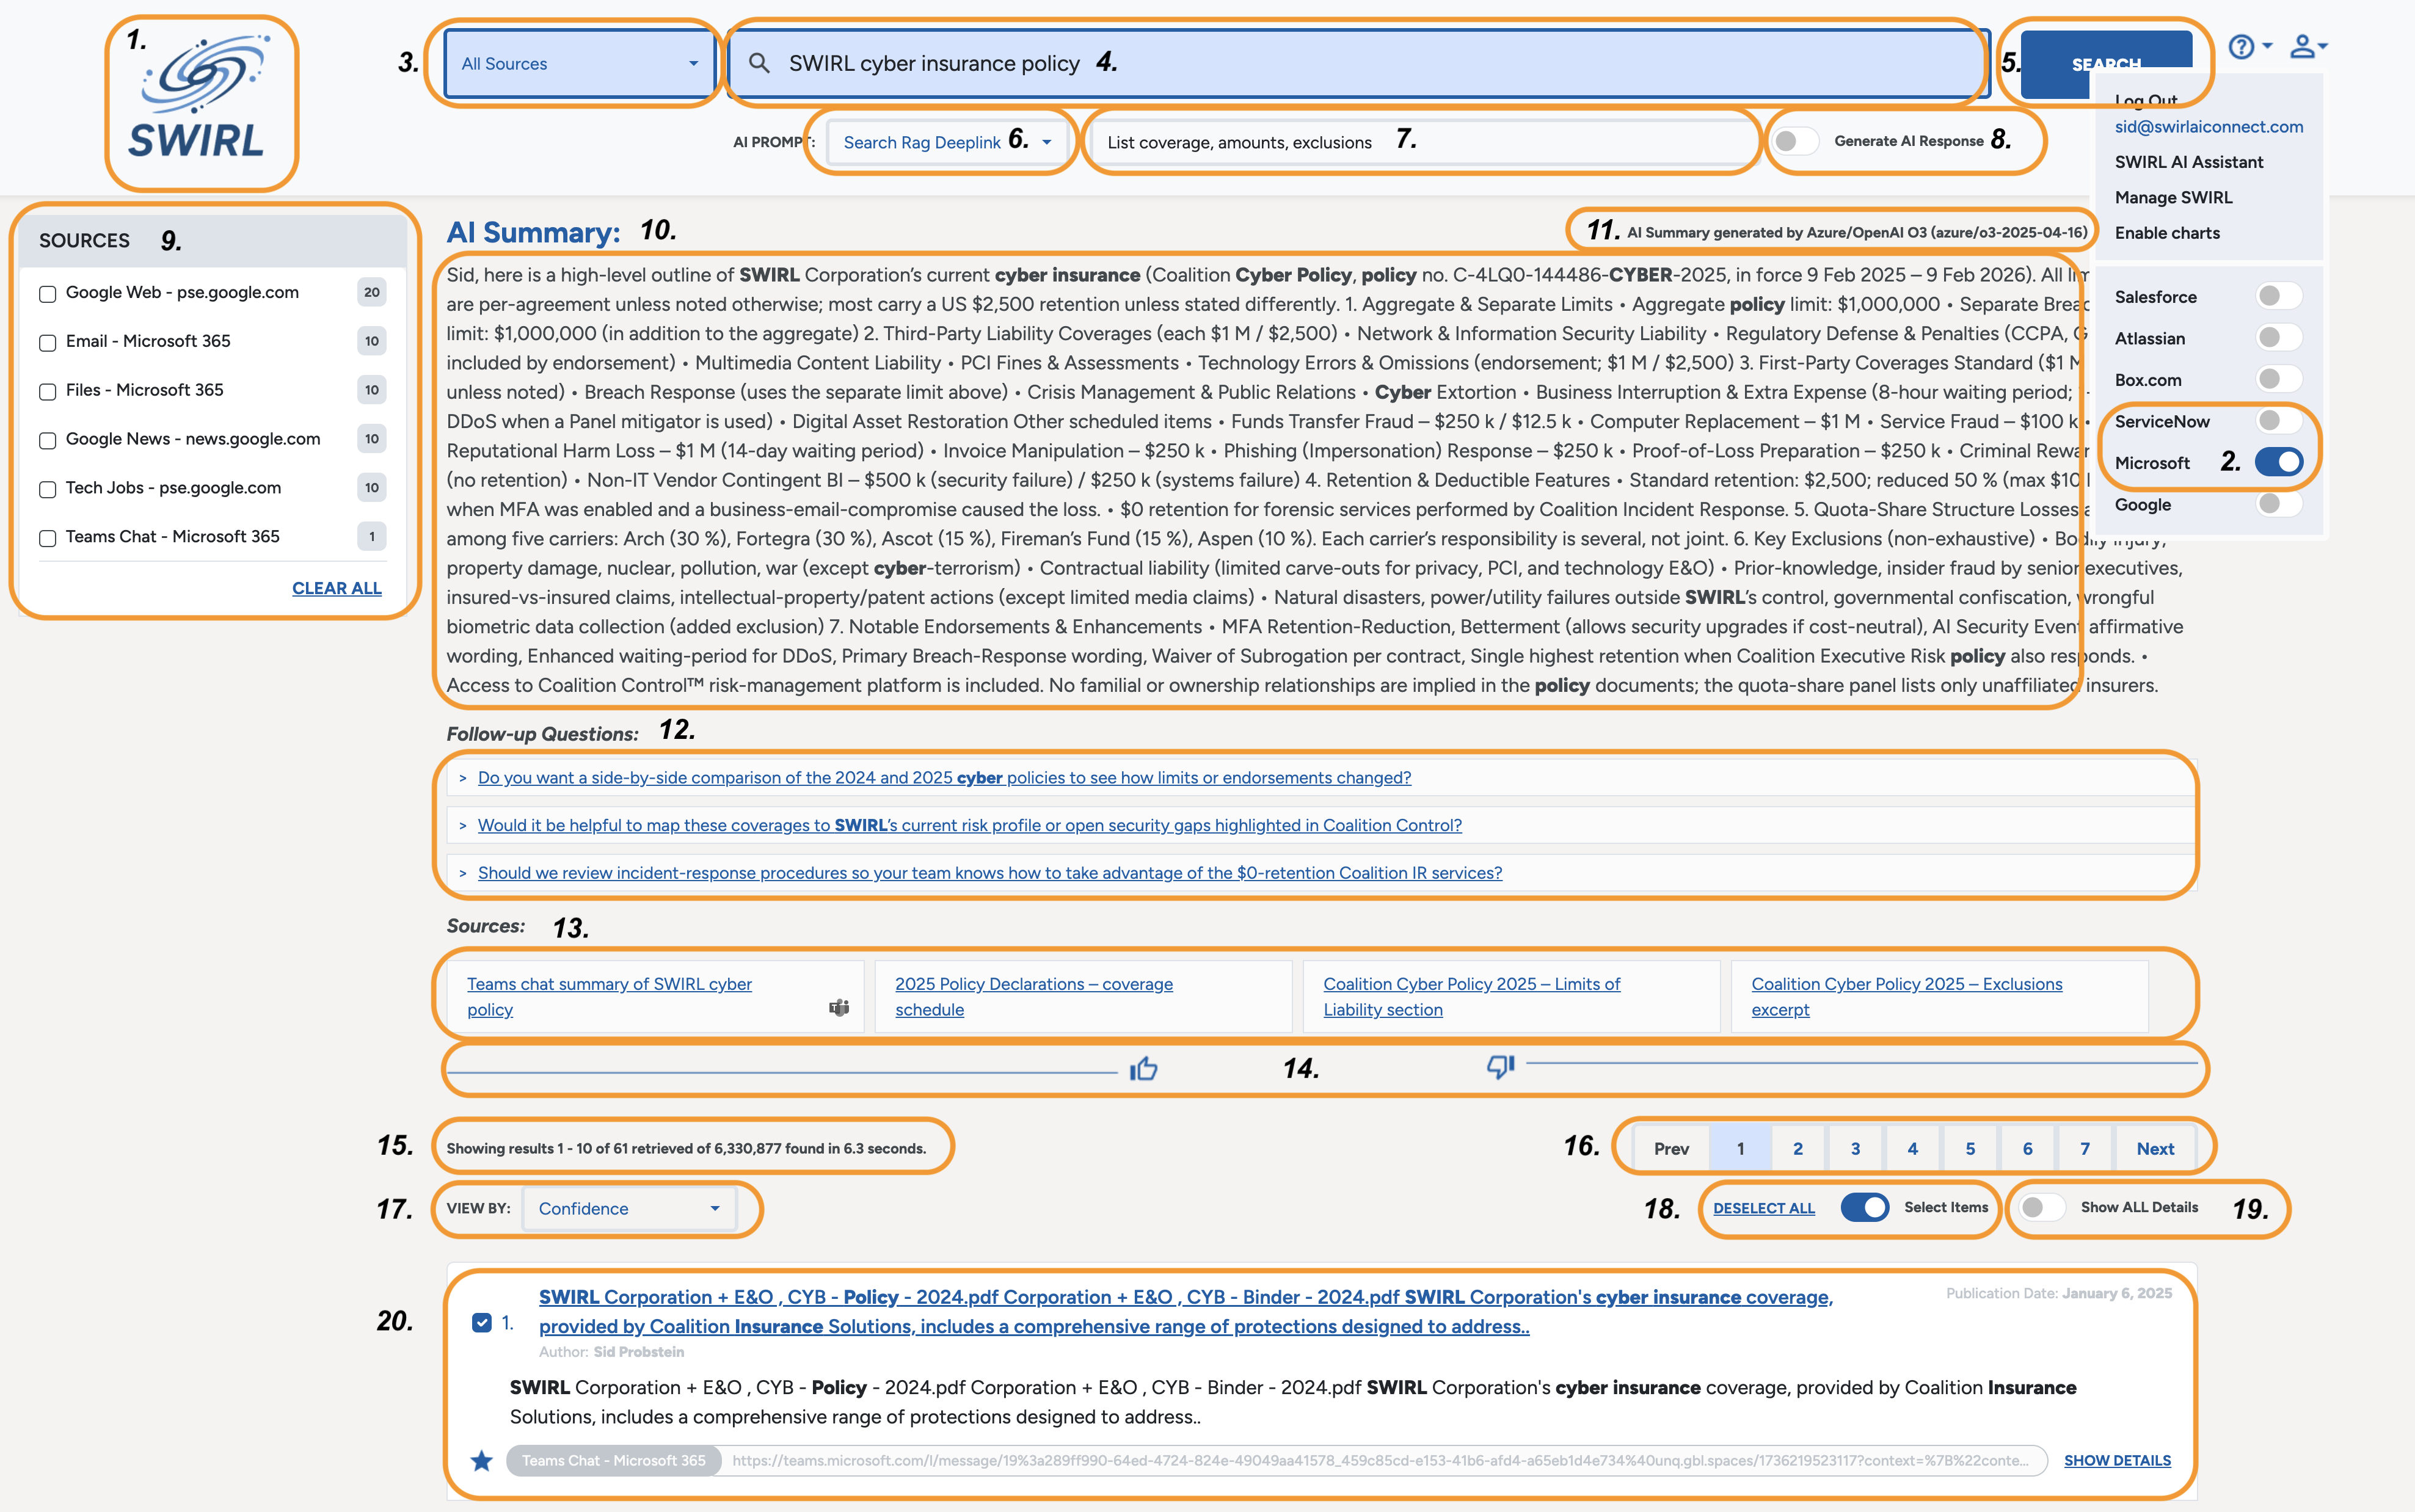 1.
SWIRL
3.
All Sources
SWIRL cyber insurance policy 4.
5.
SEARCH
AI PROMPT:
Search Rag Deeplink 6.
List coverage, amounts, exclusions 7.
Generate AI Response 8.
Log Out
sid@swirlaiconnect.com
SWIRL AI Assistant
Manage SWIRL
Enable charts
Salesforce
Atlassian
Box.com
ServiceNow
Microsoft 2.
Google
SOURCES 9.
Google Web - pse.google.com 20
Email - Microsoft 365 10
Files - Microsoft 365 10
Google News - news.google.com 10
Tech Jobs - pse.google.com 10
Teams Chat - Microsoft 365 1
CLEAR ALL
AI Summary: 10.
11. AI Summary generated by Azure/OpenAI O3 (azure/o3-2025-04-16)
Sid, here is a high-level outline of SWIRL Corporation's current cyber insurance (Coalition Cyber Policy, policy no. C-4LQ0-144486-CYBER-2025, in force 9 Feb 2025 – 9 Feb 2026). All
are per-agreement unless noted otherwise; most carry a US $2,500 retention unless stated differently. 1. Aggregate & Separate Limits • Aggregate policy limit: $1,000,000 • Separate
limit: $1,000,000 (in addition to the aggregate) 2. Third-Party Liability Coverages (each $1 M / $2,500) • Network & Information Security Liability • Regulatory Defense & Penalties (CCPA,
included by endorsement) • Multimedia Content Liability • PCI Fines & Assessments • Technology Errors & Omissions (endorsement; $1 M / $2,500) 3. First-Party Coverages Standard ($1 M
unless noted) • Breach Response (uses the separate limit above) • Crisis Management & Public Relations • Cyber Extortion • Business Interruption & Extra Expense (8-hour waiting period;
DDoS when a Panel mitigator is used) • Digital Asset Restoration Other scheduled items • Funds Transfer Fraud – $250 k / $12.5 k • Computer Replacement – $1 M • Service Fraud – $100 k •
Reputational Harm Loss – $1 M (14-day waiting period) • Invoice Manipulation – $250 k • Phishing (Impersonation) Response – $250 k • Proof-of-Loss Preparation – $250 k • Criminal
(no retention) • Non-IT Vendor Contingent BI – $500 k (security failure) / $250 k (systems failure) 4. Retention & Deductible Features • Standard retention: $2,500; reduced 50 % (max
when MFA was enabled and a business-email-compromise caused the loss. • $0 retention for forensic services performed by Coalition Incident Response. 5. Quota-Share Structure Losses
among five carriers: Arch (30 %), Fortegra (30 %), Ascot (15 %), Fireman's Fund (15 %), Aspen (10 %). Each carrier's responsibility is several, not joint. 6. Key Exclusions (non-exhaustive) • Bodily injury,
property damage, nuclear, pollution, war (except cyber-terrorism) • Contractual liability (limited carve-outs for privacy, PCI, and technology E&O) • Prior-knowledge, insider fraud by senior executives,
insured-vs-insured claims, intellectual-property/patent actions (except limited media claims) • Natural disasters, power/utility failures outside SWIRL's control, governmental confiscation, wrongful
biometric data collection (added exclusion) 7. Notable Endorsements & Enhancements • MFA Retention-Reduction, Betterment (allows security upgrades if cost-neutral), AI Security Event affirmative
wording, Enhanced waiting-period for DDoS, Primary Breach-Response wording, Waiver of Subrogation per contract, Single highest retention when Coalition Executive Risk policy also responds. •
Access to Coalition Control™ risk-management platform is included. No familial or ownership relationships are implied in the policy documents; the quota-share panel lists only unaffiliated insurers.
Follow-up Questions: 12.
> Do you want a side-by-side comparison of the 2024 and 2025 cyber policies to see how limits or endorsements changed?
> Would it be helpful to map these coverages to SWIRL's current risk profile or open security gaps highlighted in Coalition Control?
> Should we review incident-response procedures so your team knows how to take advantage of the $0-retention Coalition IR services?
Sources: 13.
Teams chat summary of SWIRL cyber
policy
2025 Policy Declarations – coverage
schedule
Coalition Cyber Policy 2025 – Limits of
Liability section
Coalition Cyber Policy 2025 – Exclusions
excerpt
14.
15. Showing results 1 - 10 of 61 retrieved of 6,330,877 found in 6.3 seconds.
16. Prev 1 2 3 4 5 6 7 Next
17. VIEW BY: Confidence
18. DESELECT ALL Select Items
Show ALL Details 19.
20.
1. SWIRL Corporation + E&O , CYB - Policy - 2024.pdf Corporation + E&O , CYB - Binder - 2024.pdf SWIRL Corporation's cyber insurance coverage,
provided by Coalition Insurance Solutions, includes a comprehensive range of protections designed to address..
Publication Date: January 6, 2025
Author: Sid Probstein
SWIRL Corporation + E&O , CYB - Policy - 2024.pdf Corporation + E&O , CYB - Binder - 2024.pdf SWIRL Corporation's cyber insurance coverage, provided by Coalition Insurance
Solutions, includes a comprehensive range of protections designed to address..
Teams Chat - Microsoft 365
https://teams.microsoft.com/l/message/19%3a289ff990-64ed-4724-824e-49049aa41578_459c85cd-e153-41b6-afd4-a65eb1d4e734%40unq.gbl.spaces/1736219523117?context=%7B%22conte...
SHOW DETAILS